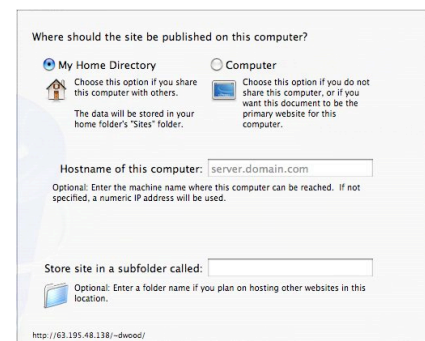 Where should the site be published on this computer?
My Home Directory
Choose this option if you share
this computer with others.
The data will be stored in your
home folder's "Sites" folder.
Computer
Choose this option if you do not
share this computer, or if you
want this document to be the
primary website for this
computer.
Hostname of this computer: server.domain.com
Optional: Enter the machine name where this computer can be reached. If not
specified, a numeric IP address will be used.
Store site in a subfolder called:
Optional: Enter a folder name if you plan on hosting other websites in this
location.
http://63.195.48.138/~dwood/